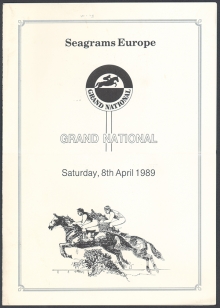 Seagrams Europe
GRAND NATIONAL
GRAND NATIONAL
Saturday, 8th April 1989